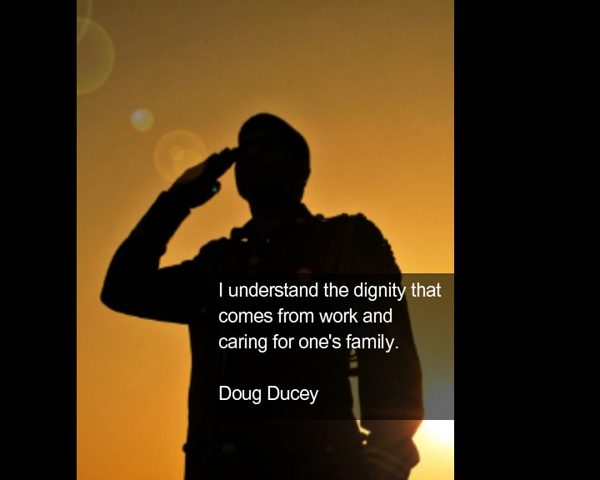 I understand the dignity that
comes from work and
caring for one's family.
Doug Ducey